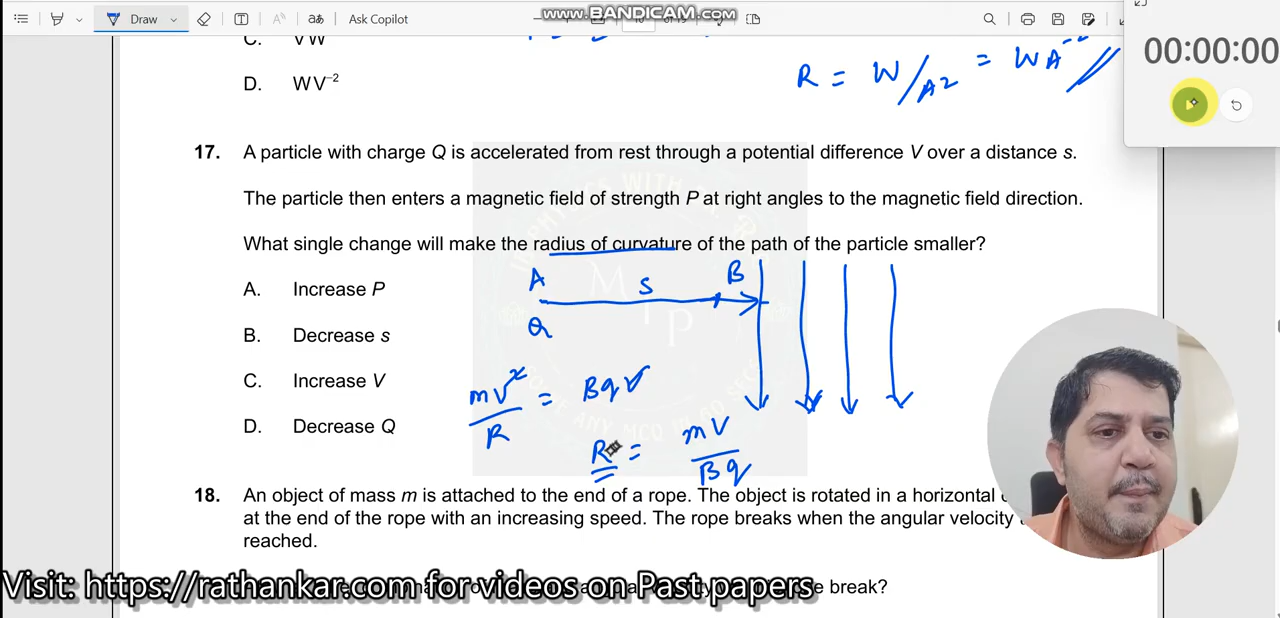 Draw
Ask Copilot
www.BANDICAM.com
00:00:00
C. VW
D. WV⁻²
R = W/A2 = WA⁻²
17. A particle with charge Q is accelerated from rest through a potential difference V over a distance s.
The particle then enters a magnetic field of strength P at right angles to the magnetic field direction.
What single change will make the radius of curvature of the path of the particle smaller?
A. Increase P
B. Decrease s
C. Increase V
D. Decrease Q
A S B
Q
mv²/R = Bqv
R = mv/Bq
18. An object of mass m is attached to the end of a rope. The object is rotated in a horizontal
at the end of the rope with an increasing speed. The rope breaks when the angular velocity
reached.
e break?
Visit: https://rathankar.com for videos on Past papers